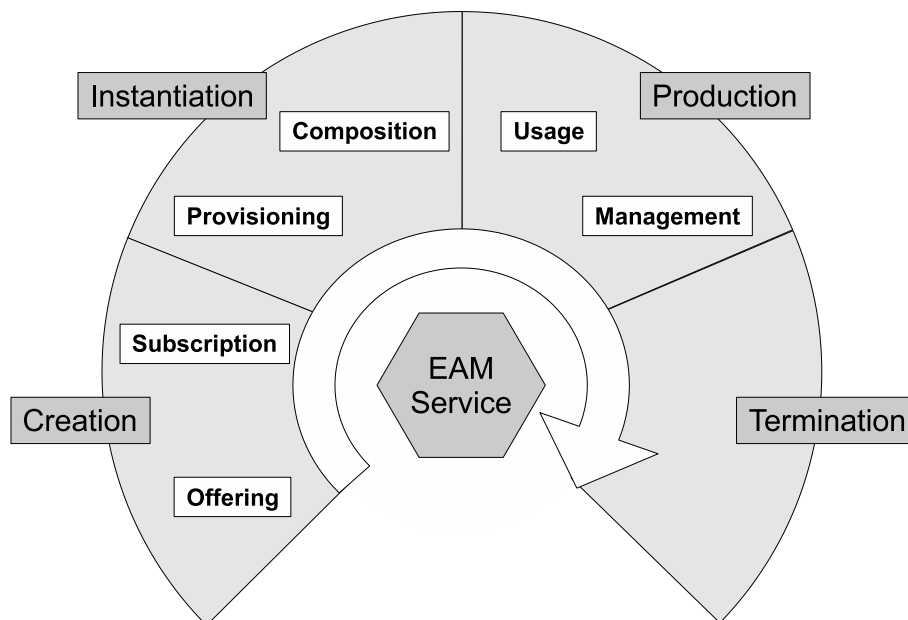 Instantiation
Production
Composition
Usage
Provisioning
Management
Subscription
EAM
Service
Creation
Termination
Offering